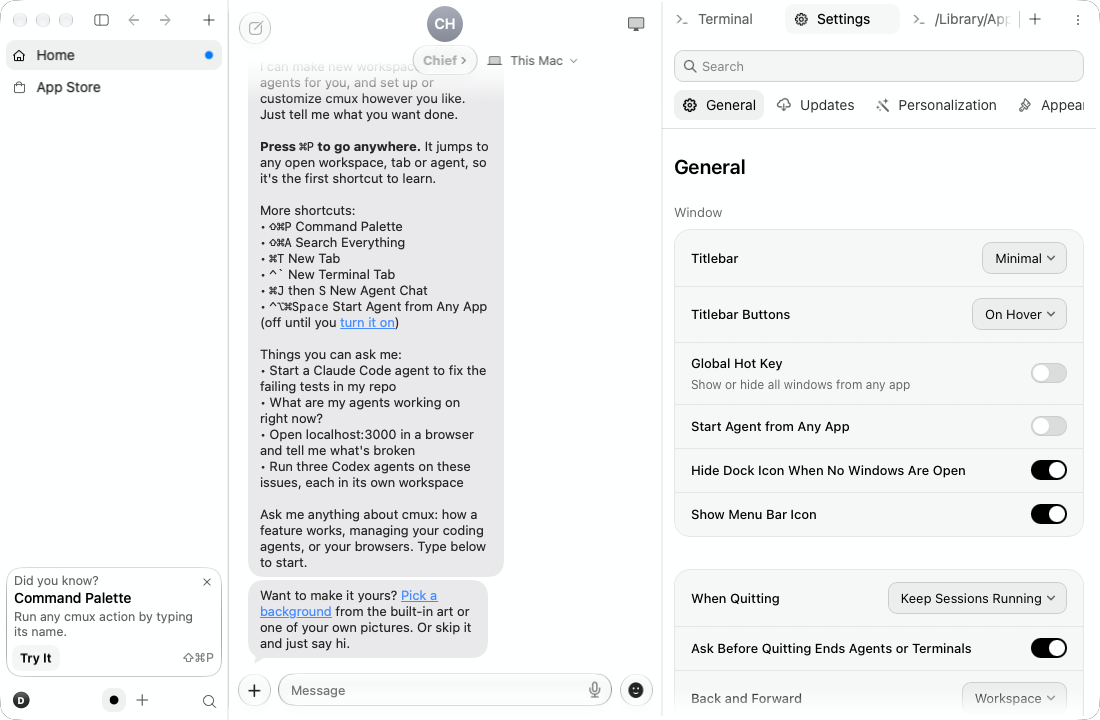 Home
App Store
Did you know?
Command Palette
Run any cmux action by typing
its name.
Try It
⇧⌘P
D
CH
Chief
This Mac
I can make new workspac
agents for you, and set up or
customize cmux however you like.
Just tell me what you want done.
Press ⌘P to go anywhere. It jumps to
any open workspace, tab or agent, so
it's the first shortcut to learn.
More shortcuts:
• ⇧⌘P Command Palette
• ⇧⌘A Search Everything
• ⌘T New Tab
• ^` New Terminal Tab
• ⌘J then S New Agent Chat
• ^⌥⌘Space Start Agent from Any App
(off until you turn it on)
Things you can ask me:
• Start a Claude Code agent to fix the
failing tests in my repo
• What are my agents working on
right now?
• Open localhost:3000 in a browser
and tell me what's broken
• Run three Codex agents on these
issues, each in its own workspace
Ask me anything about cmux: how a
feature works, managing your coding
agents, or your browsers. Type below
to start.
Want to make it yours? Pick a
background from the built-in art or
one of your own pictures. Or skip it
and just say hi.
Message
Terminal
Settings
/Library/App
Search
General
Updates
Personalization
Appear
General
Window
Titlebar
Minimal
Titlebar Buttons
On Hover
Global Hot Key
Show or hide all windows from any app
Start Agent from Any App
Hide Dock Icon When No Windows Are Open
Show Menu Bar Icon
When Quitting
Keep Sessions Running
Ask Before Quitting Ends Agents or Terminals
Back and Forward
Workspace